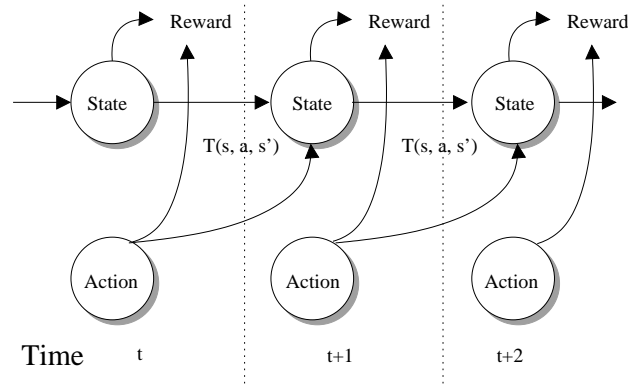 Reward Reward Reward
State State State
T(s, a, s’) T(s, a, s’)
Action Action Action
Time t t+1 t+2